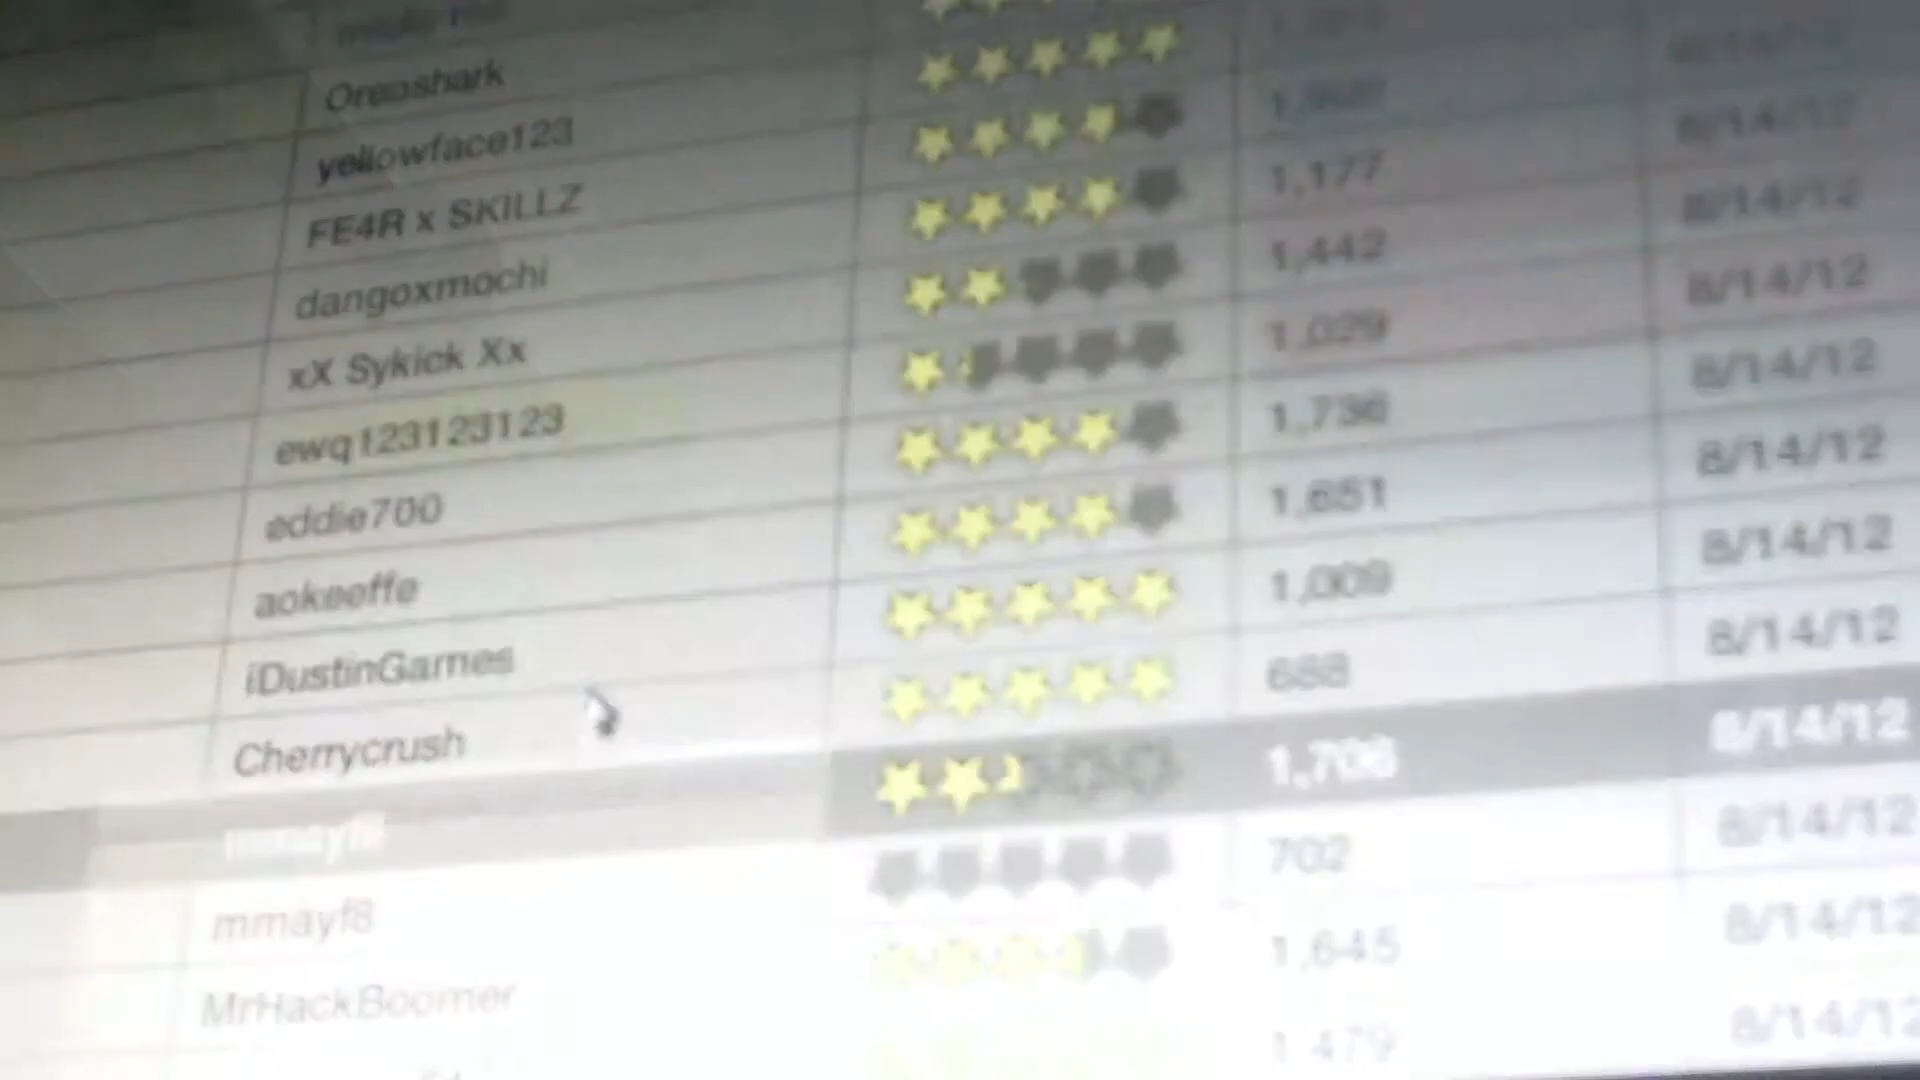 Oreoshark
yellowface123
FE4R x SKILLZ
dangoxmochi 1,177 8/14/12
xX Sykick Xx 1,442 8/14/12
ewq123123123 1,029 8/14/12
eddie700 1,736 8/14/12
aokeeffe 1,651 8/14/12
iDustinGames 1,009 8/14/12
Cherrycrush 688 8/14/12
mmayf8 1,706 8/14/12
mmayf8 702 8/14/12
MrHackBoomer 1,645 8/14/12
1,479 8/14/12